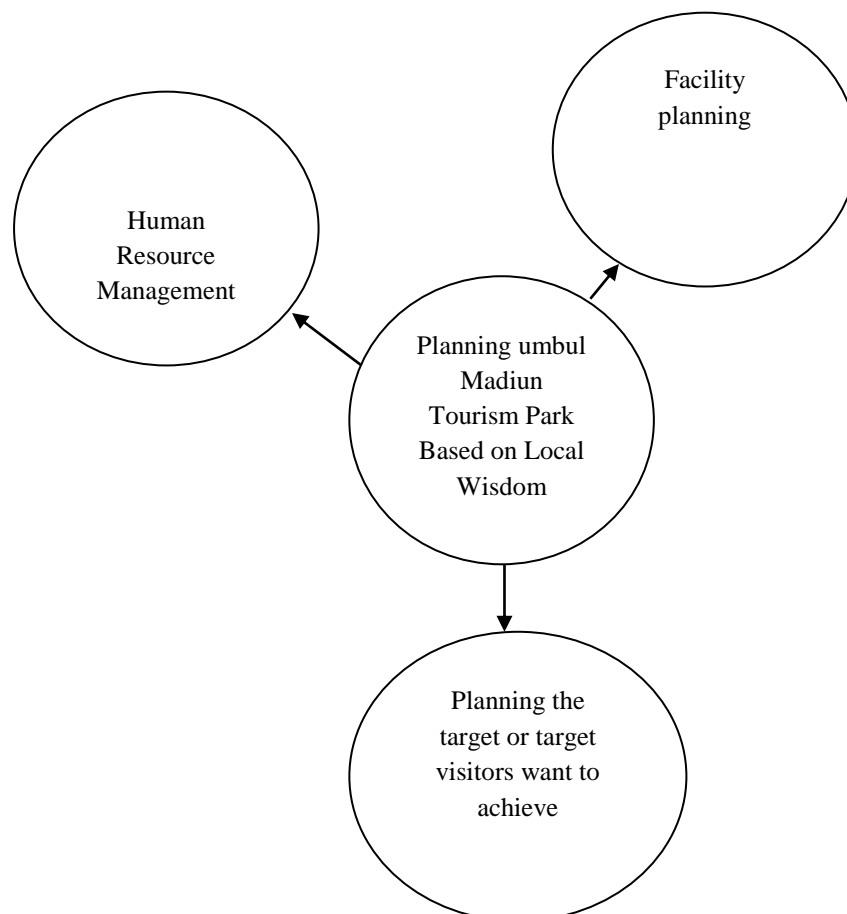 Facility
planning
Human
Resource
Management
Planning umbul
Madiun
Tourism Park
Based on Local
Wisdom
Planning the
target or target
visitors want to
achieve